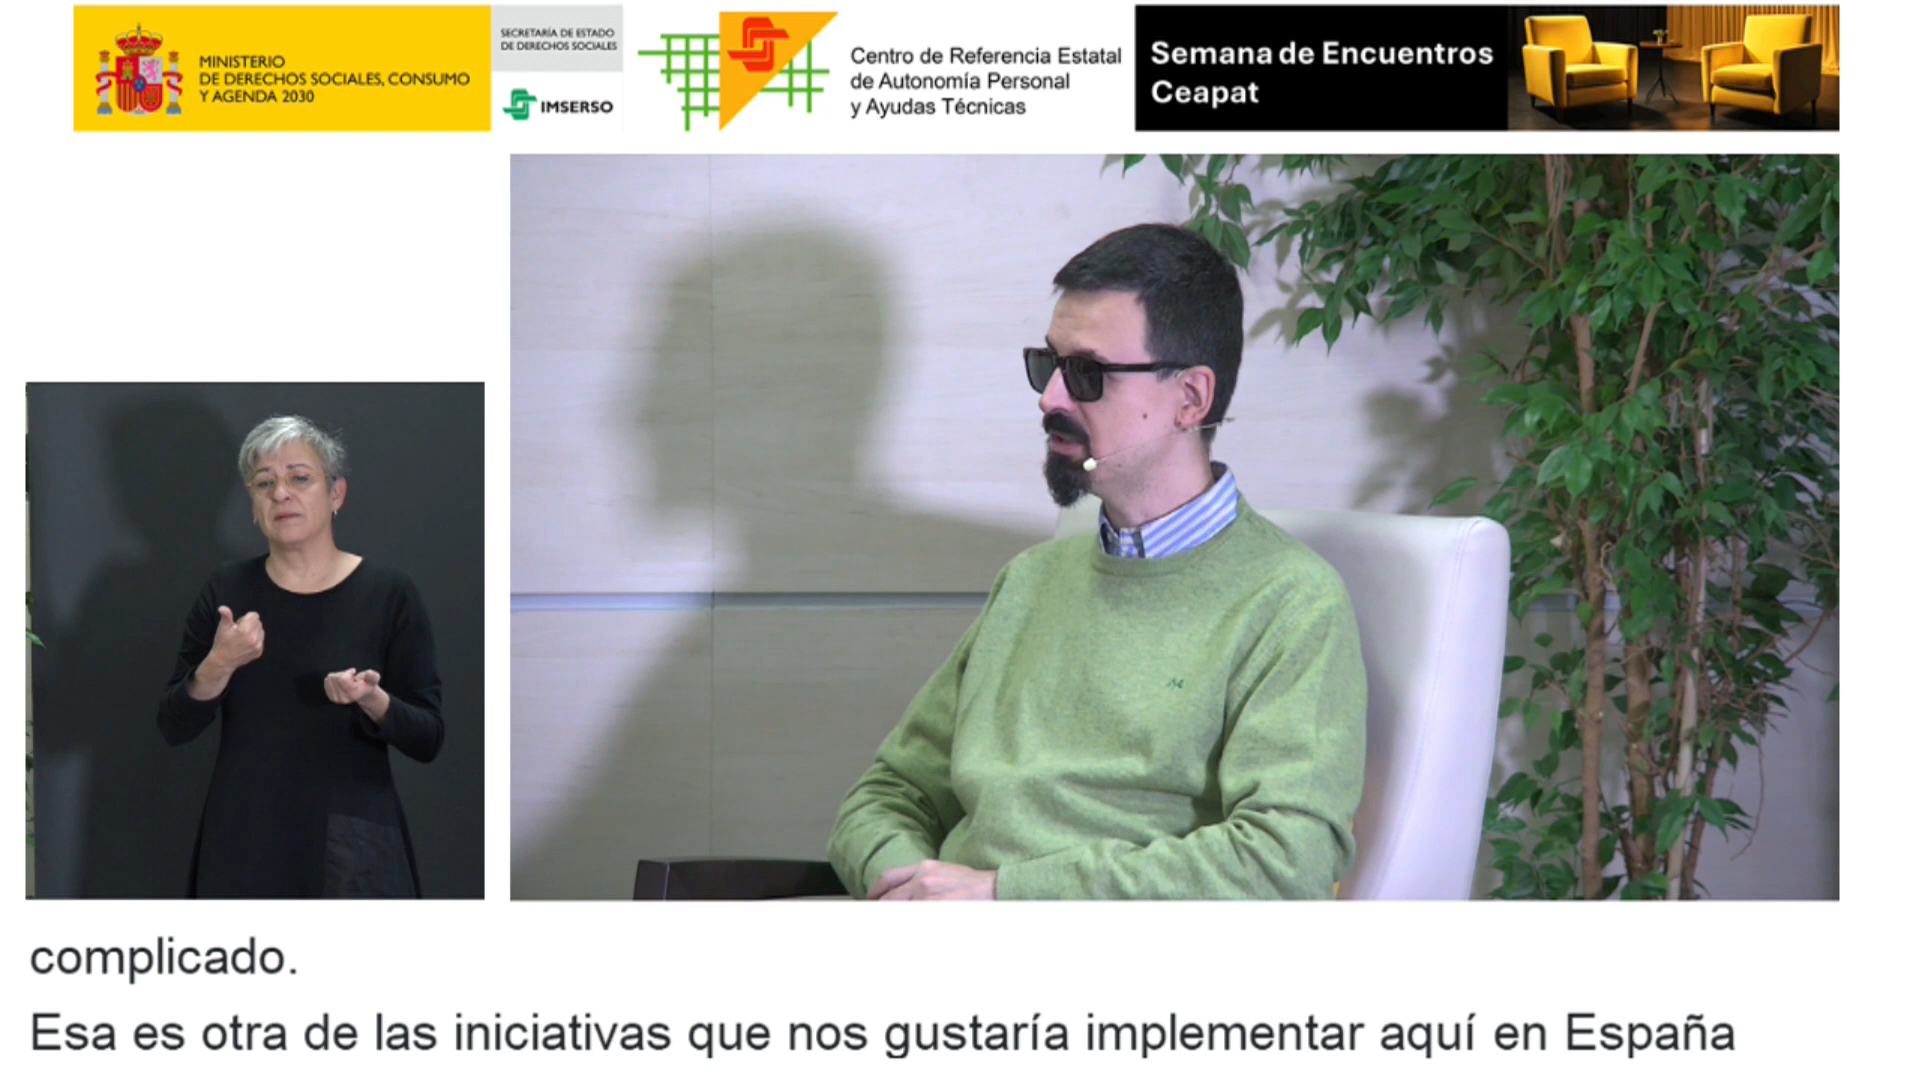 MINISTERIO
DE DERECHOS SOCIALES, CONSUMO
Y AGENDA 2030
SECRETARÍA DE ESTADO
DE DERECHOS SOCIALES
IMSERSO
Centro de Referencia Estatal
de Autonomía Personal
y Ayudas Técnicas
Semana de Encuentros
Ceapat
complicado.
Esa es otra de las iniciativas que nos gustaría implementar aquí en España